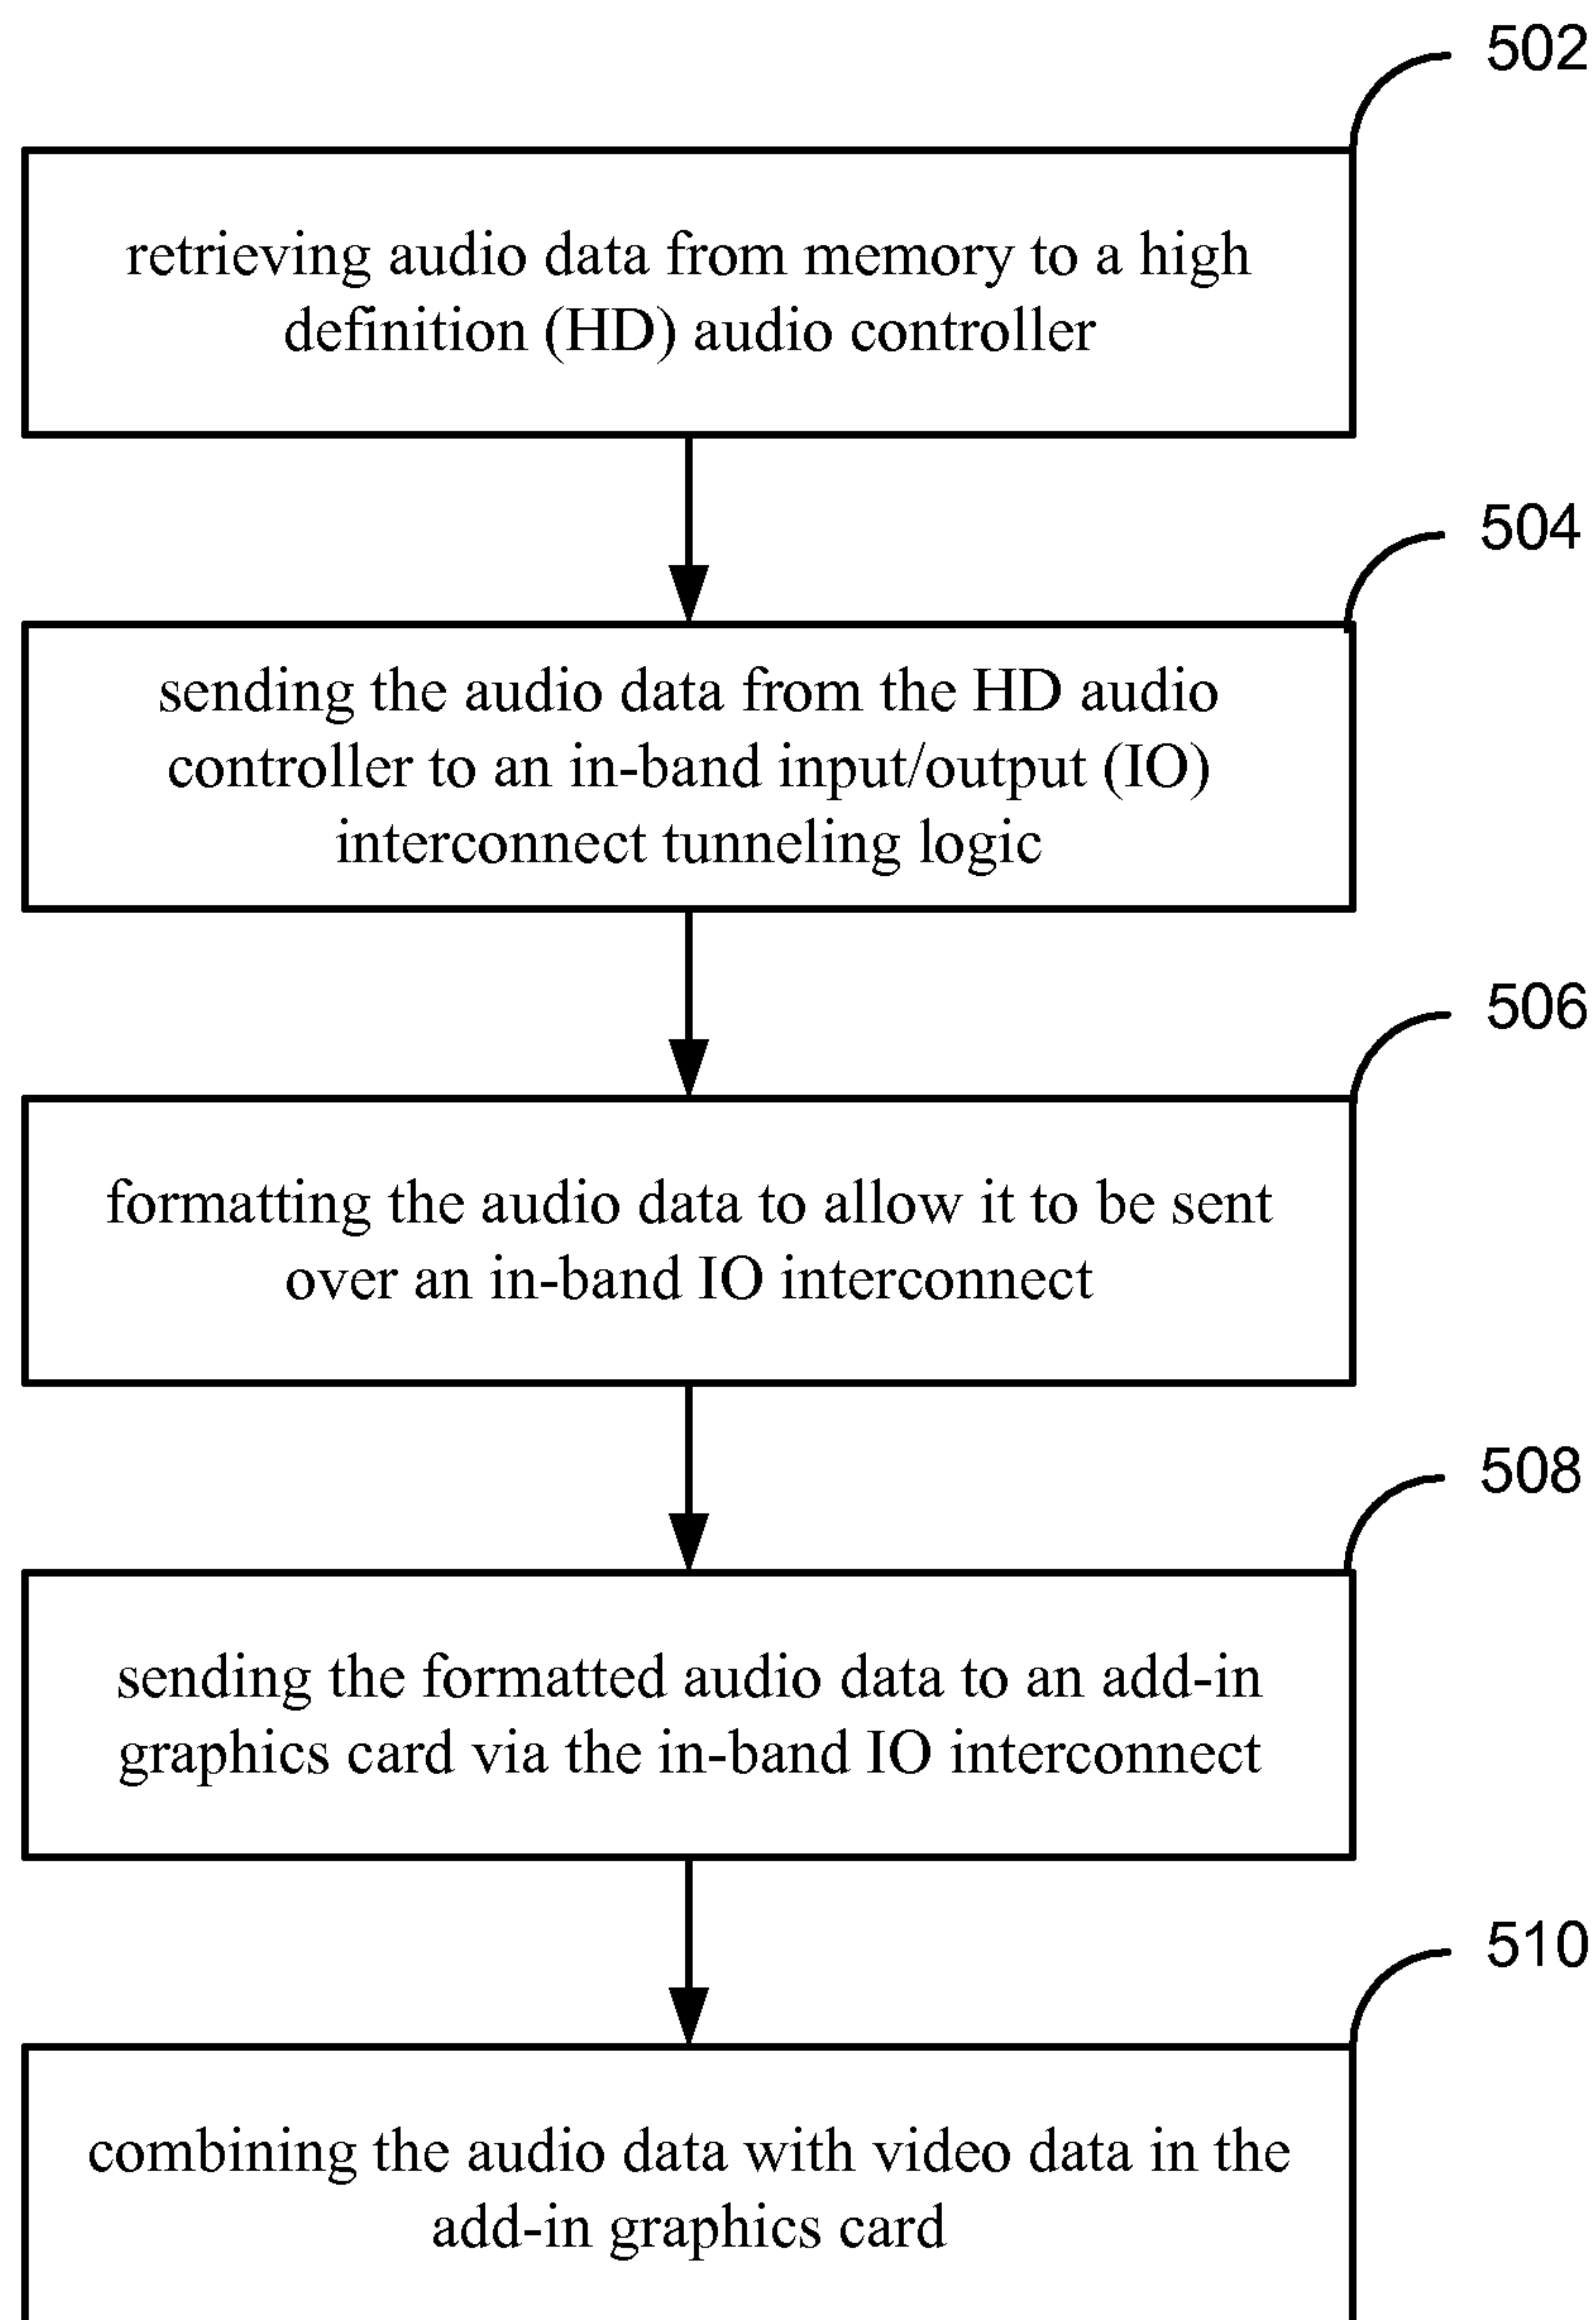 502
retrieving audio data from memory to a high
definition (HD) audio controller
504
sending the audio data from the HD audio
controller to an in-band input/output (IO)
interconnect tunneling logic
506
formatting the audio data to allow it to be sent
over an in-band IO interconnect
508
sending the formatted audio data to an add-in
graphics card via the in-band IO interconnect
510
combining the audio data with video data in the
add-in graphics card